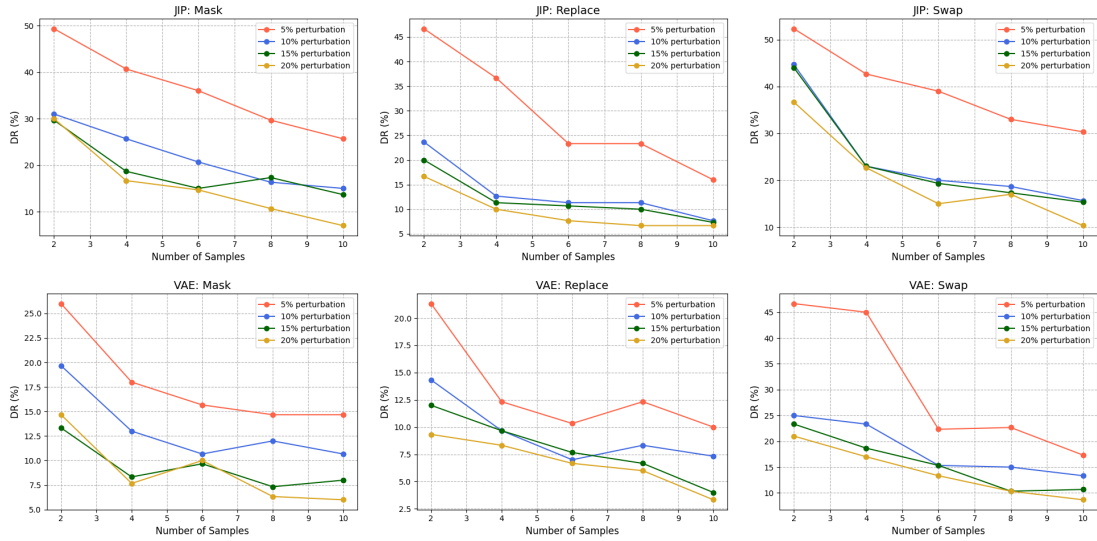 JIP: Mask
DR (%)
50
40
30
20
10
5% perturbation
10% perturbation
15% perturbation
20% perturbation
2 3 4 5 6 7 8 9 10
Number of Samples
JIP: Replace
DR (%)
45
40
35
30
25
20
15
10
5
5% perturbation
10% perturbation
15% perturbation
20% perturbation
2 3 4 5 6 7 8 9 10
Number of Samples
JIP: Swap
DR (%)
50
40
30
20
10
5% perturbation
10% perturbation
15% perturbation
20% perturbation
2 3 4 5 6 7 8 9 10
Number of Samples
VAE: Mask
DR (%)
25.0
22.5
20.0
17.5
15.0
12.5
10.0
7.5
5.0
5% perturbation
10% perturbation
15% perturbation
20% perturbation
2 3 4 5 6 7 8 9 10
Number of Samples
VAE: Replace
DR (%)
20.0
17.5
15.0
12.5
10.0
7.5
5.0
2.5
5% perturbation
10% perturbation
15% perturbation
20% perturbation
2 3 4 5 6 7 8 9 10
Number of Samples
VAE: Swap
DR (%)
45
40
35
30
25
20
15
10
5% perturbation
10% perturbation
15% perturbation
20% perturbation
2 3 4 5 6 7 8 9 10
Number of Samples